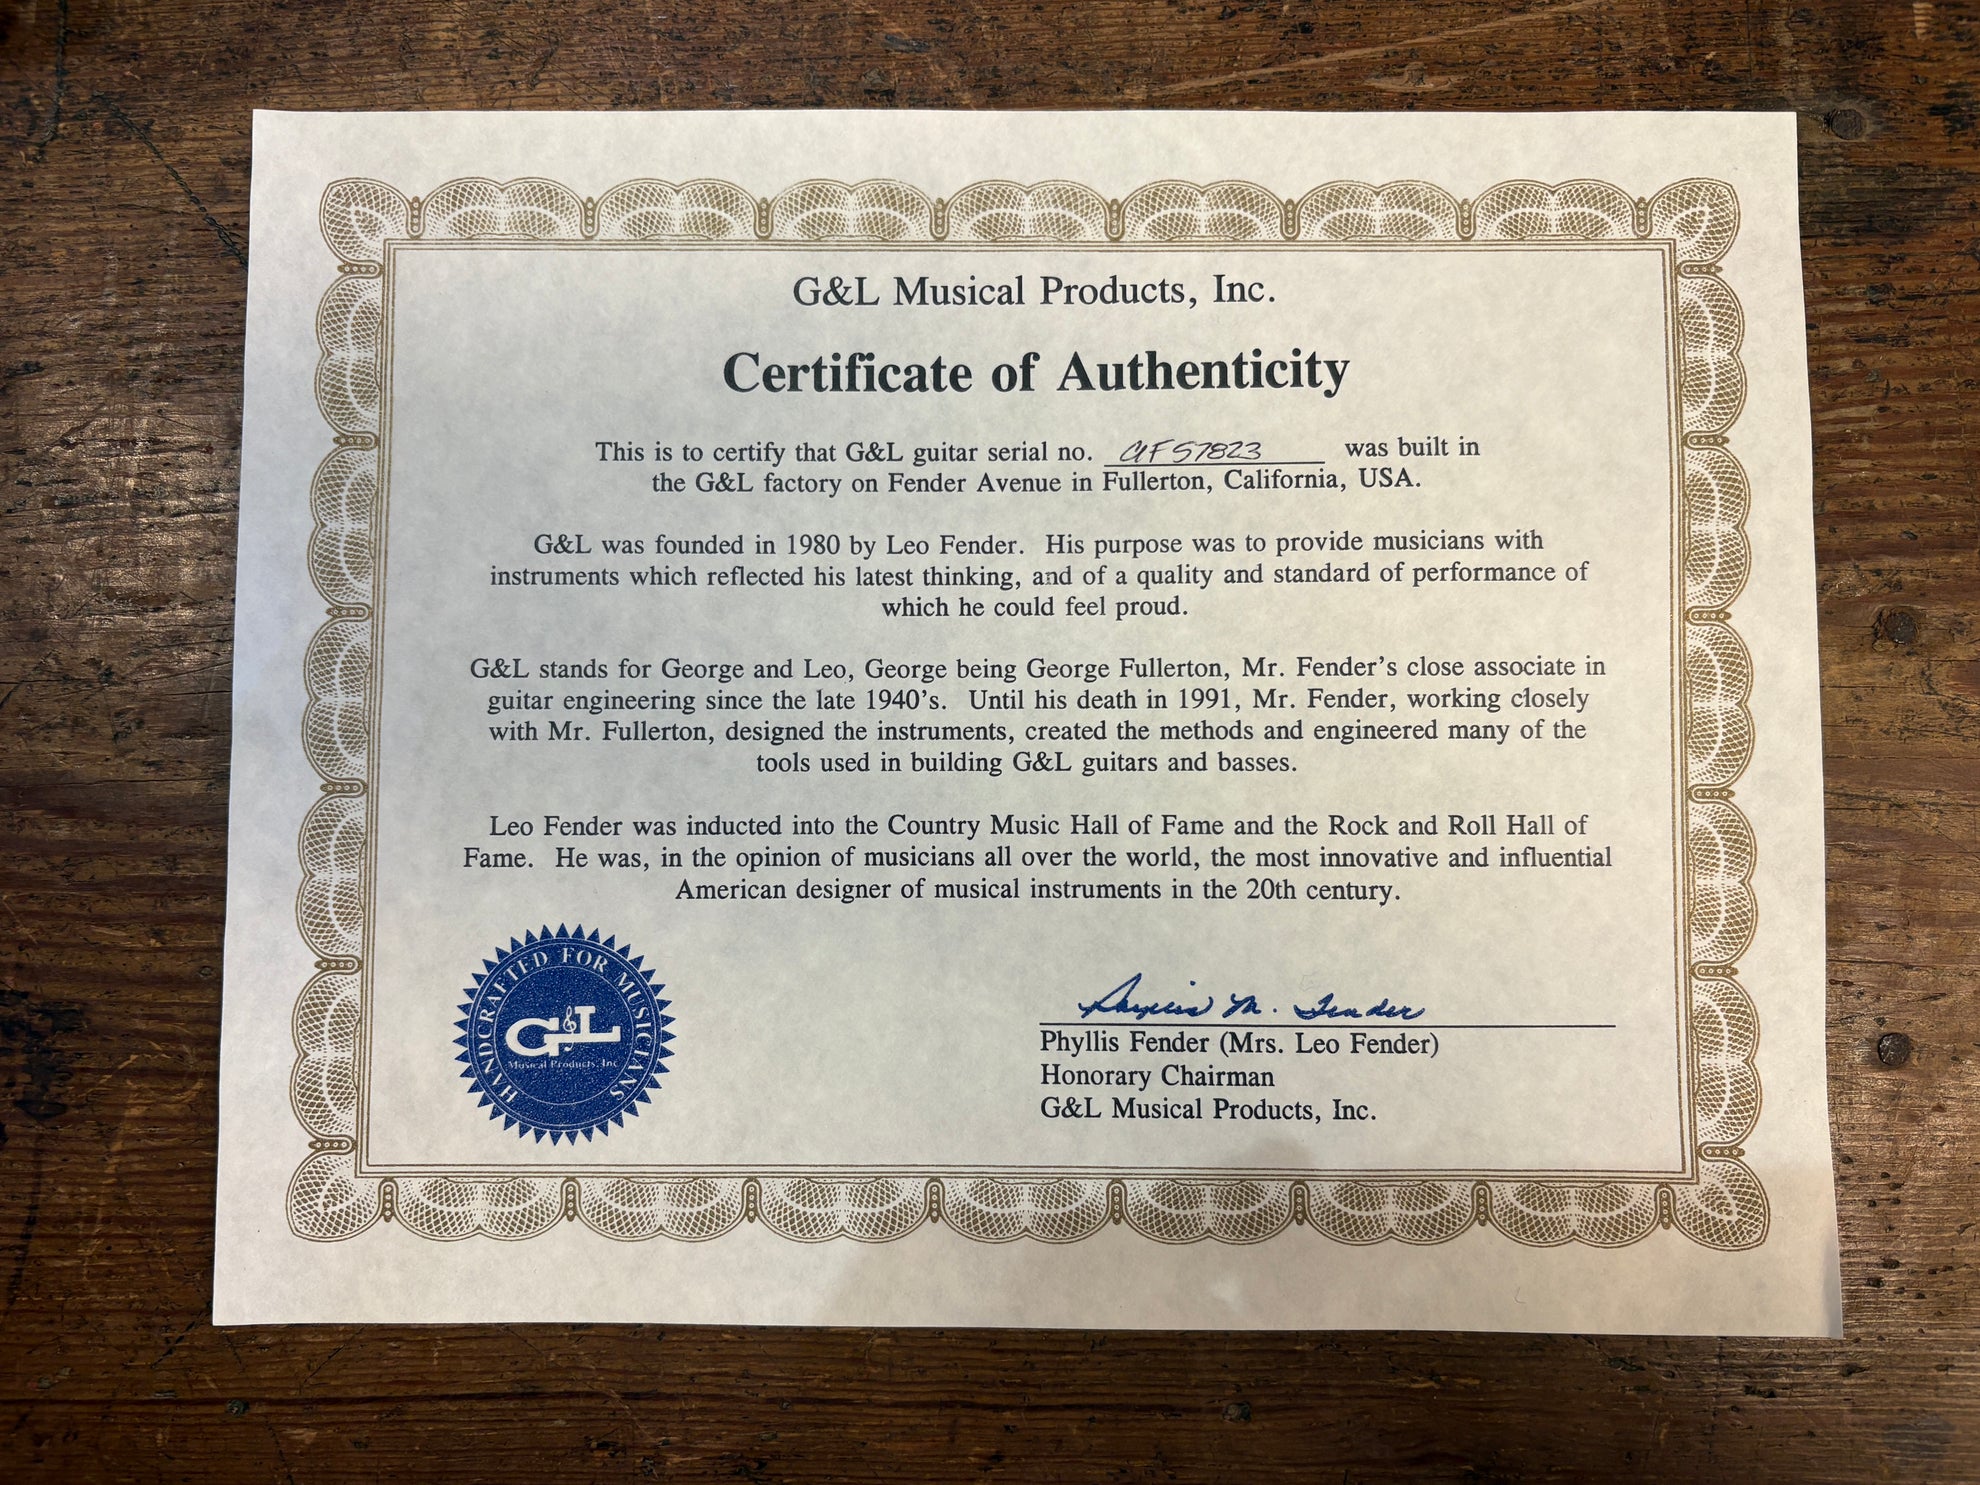 G&L Musical Products, Inc.
Certificate of Authenticity
This is to certify that G&L guitar serial no. CLF57823 was built in
the G&L factory on Fender Avenue in Fullerton, California, USA.
G&L was founded in 1980 by Leo Fender. His purpose was to provide musicians with
instruments which reflected his latest thinking, and of a quality and standard of performance of
which he could feel proud.
G&L stands for George and Leo, George being George Fullerton, Mr. Fender's close associate in
guitar engineering since the late 1940's. Until his death in 1991, Mr. Fender, working closely
with Mr. Fullerton, designed the instruments, created the methods and engineered many of the
tools used in building G&L guitars and basses.
Leo Fender was inducted into the Country Music Hall of Fame and the Rock and Roll Hall of
Fame. He was, in the opinion of musicians all over the world, the most innovative and influential
American designer of musical instruments in the 20th century.
HANDCRAFTED FOR MUSICIANS
G&L
Musical Products, Inc.
Phyllis M. Fender
Phyllis Fender (Mrs. Leo Fender)
Honorary Chairman
G&L Musical Products, Inc.